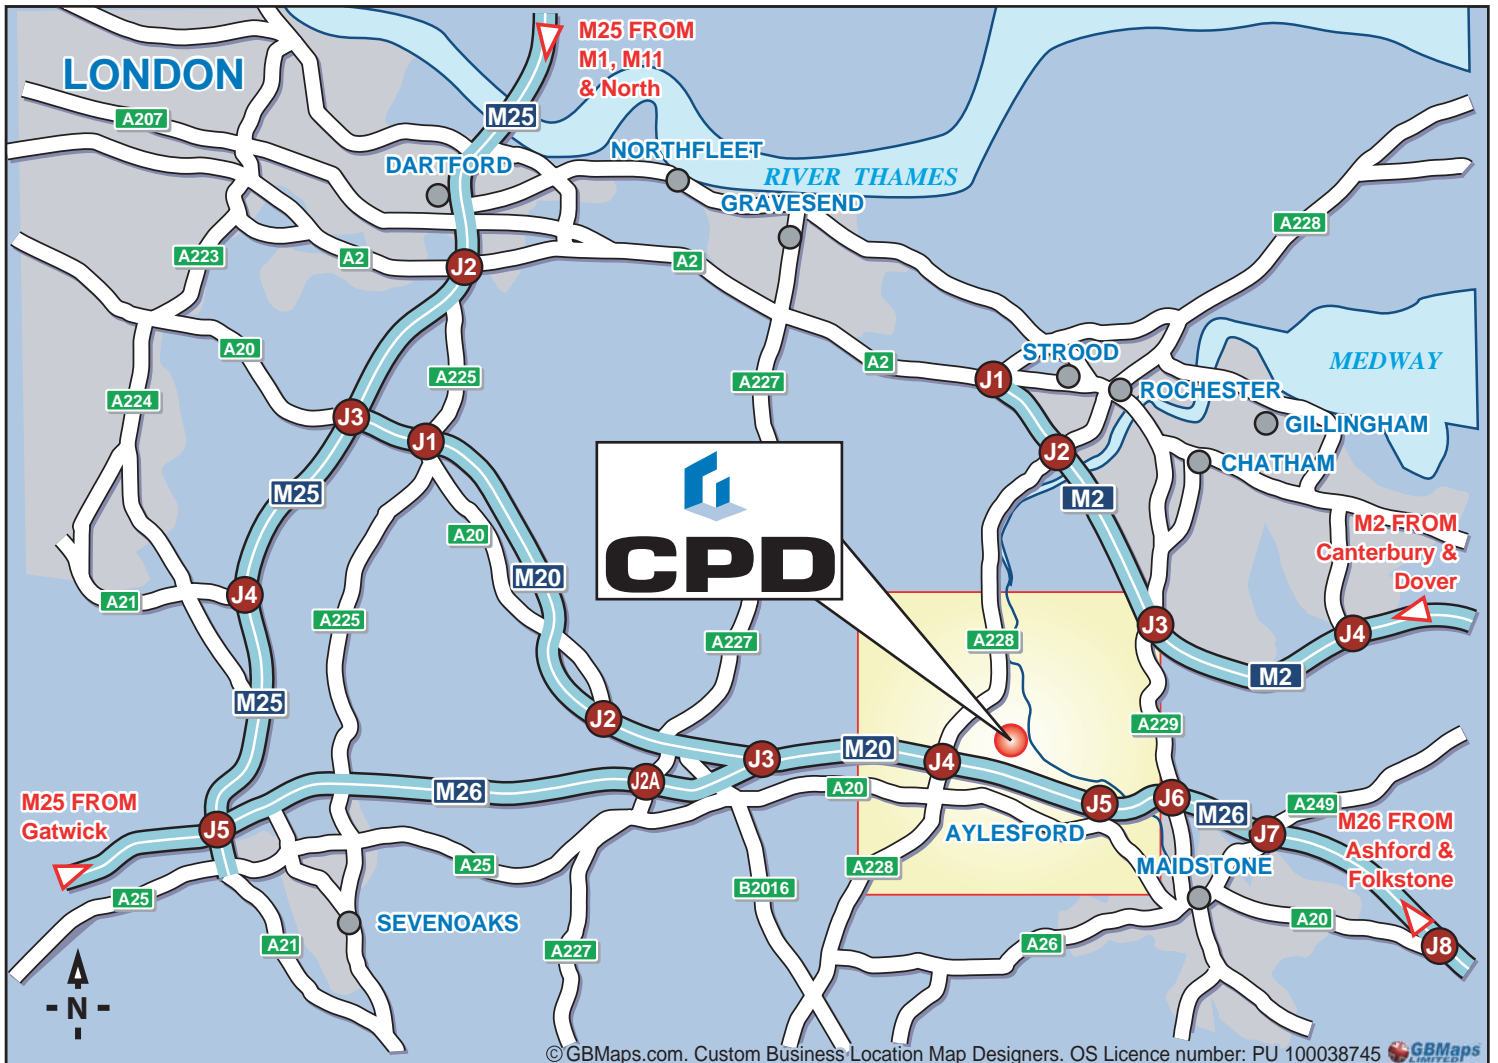 M25 FROM
M1, M11
& North
LONDON
M25
A207
DARTFORD
NORTHFLEET
RIVER THAMES
GRAVESEND
A228
A223
A2
J2
A2
A20
A225
A227
A2
J1
STROOD
MEDWAY
A224
J3
J1
ROCHESTER
GILLINGHAM
J2
CHATHAM
M25
M2
A20
CPD
M2 FROM
Canterbury &
Dover
M20
J4
A21
A225
A227
A228
J3
J4
M2
M25
J2
A229
M20
J3
J4
M26
J2A
A20
J5
J6
M26
A249
J7
M25 FROM
Gatwick
J5
AYLESFORD
M26 FROM
Ashford &
Folkstone
MAIDSTONE
A25
A228
B2016
A25
SEVENOAKS
A21
A227
A26
A20
J8
N
© GBMaps.com. Custom Business Location Map Designers. OS Licence number: PU 100038745
GBMaps
LIMITED